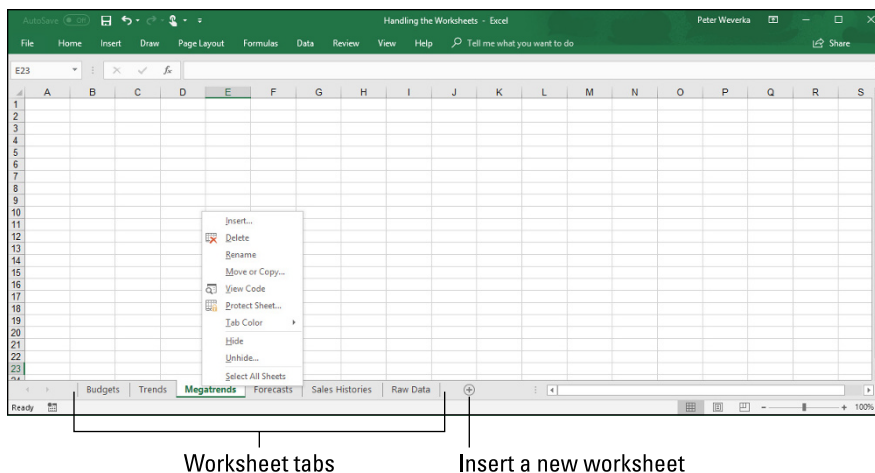 AutoSave Off Handling the Worksheets - Excel Peter Weverka
File Home Insert Draw Page Layout Formulas Data Review View Help Tell me what you want to do Share
E23 fx
A B C D E F G H I J K L M N O P Q R S
1
2
3
4
5
6
7
8
9
10
11
12
13
14
15
16
17
18
19
20
21
22
23
24
Insert...
Delete
Rename
Move or Copy...
View Code
Protect Sheet...
Tab Color
Hide
Unhide...
Select All Sheets
Budgets Trends Megatrends Forecasts Sales Histories Raw Data
Ready 100%
Worksheet tabs Insert a new worksheet